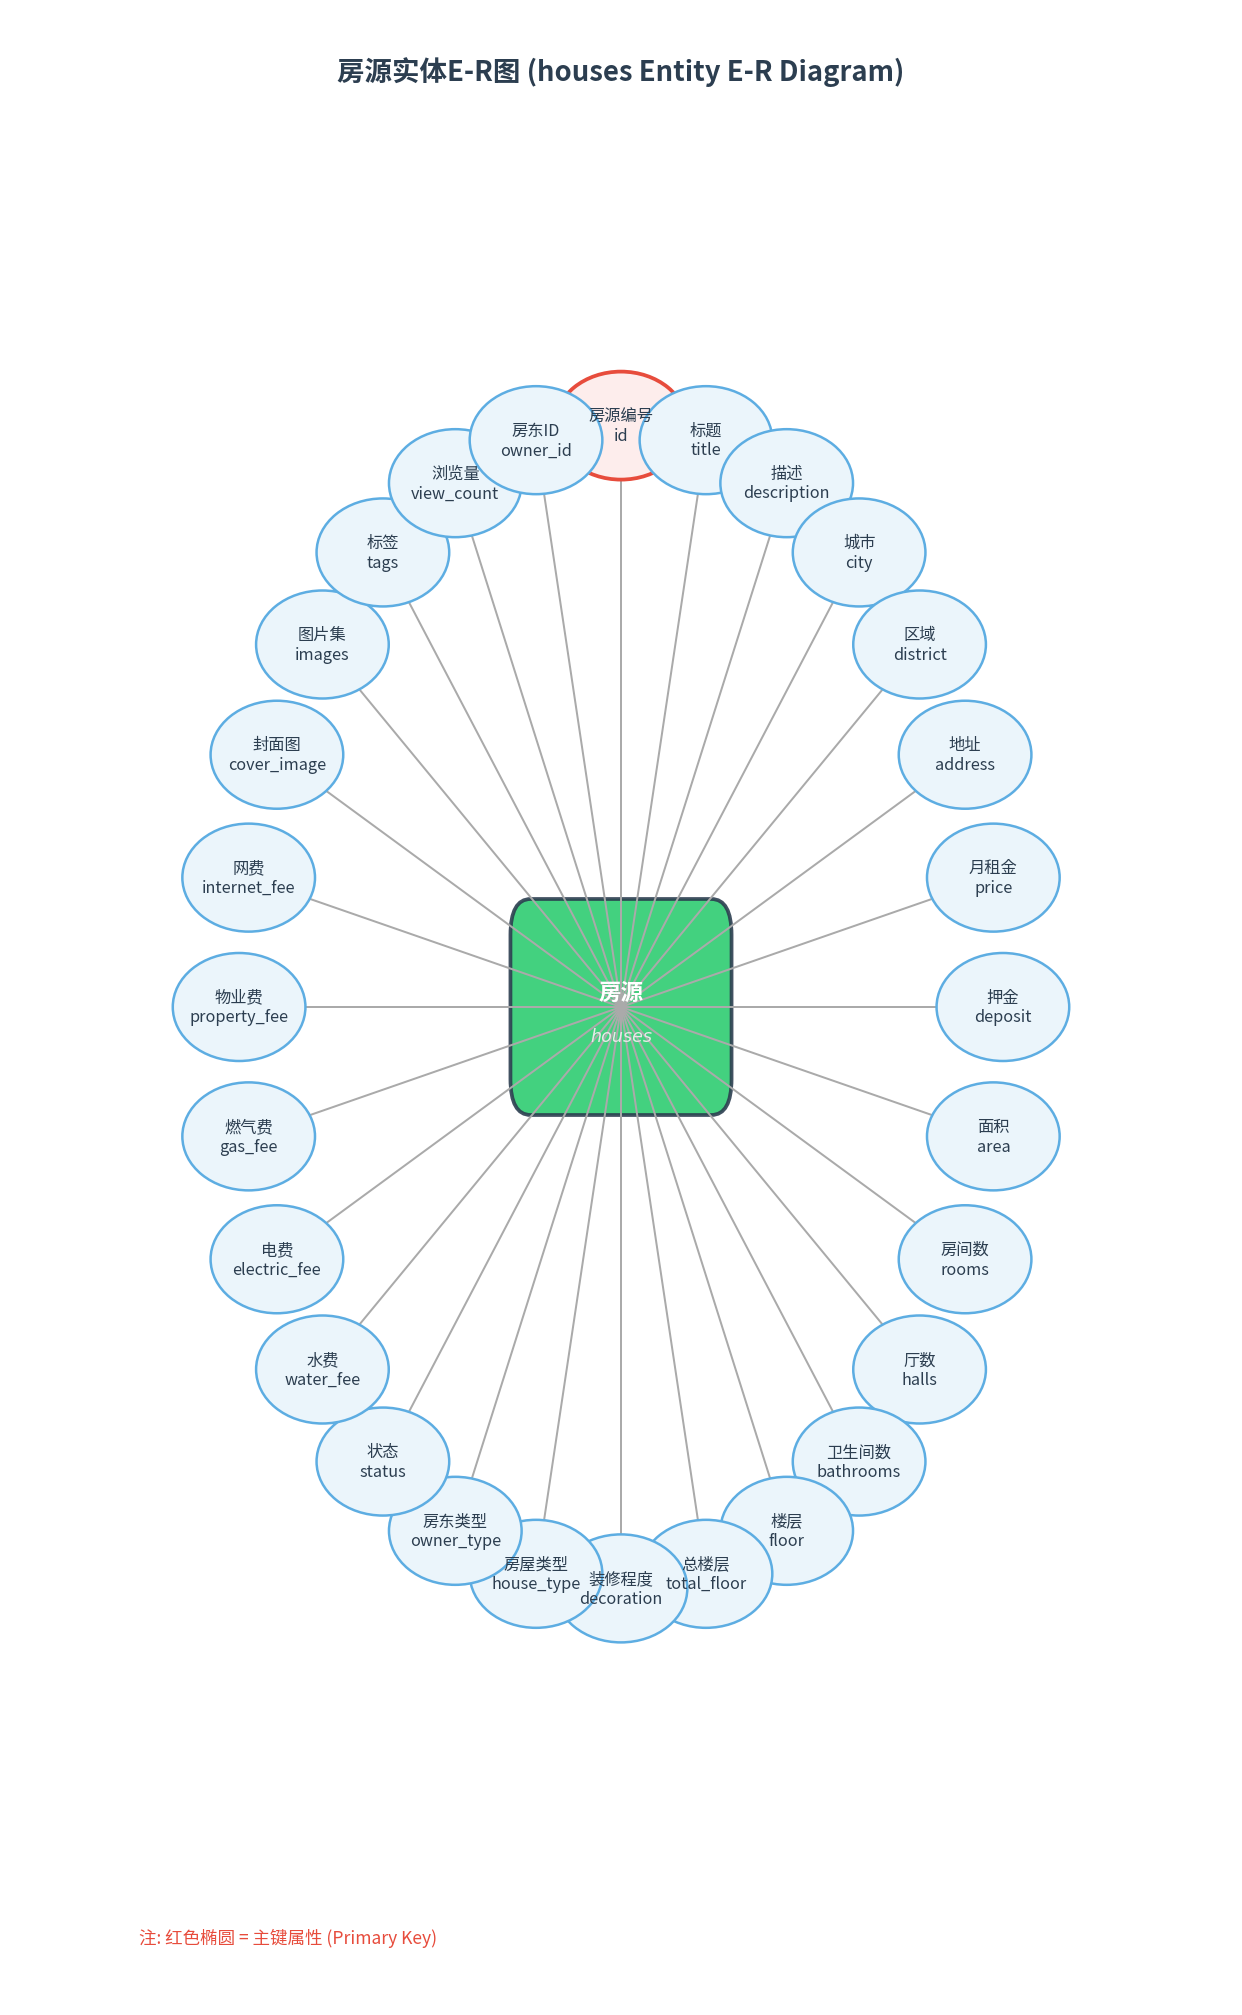 房源实体E-R图 (houses Entity E-R Diagram)
房源编号
id
标题
title
描述
description
城市
city
区域
district
地址
address
月租金
price
押金
deposit
面积
area
房间数
rooms
厅数
halls
卫生间数
bathrooms
楼层
floor
总楼层
total_floor
装修程度
decoration
房屋类型
house_type
房东类型
owner_type
状态
status
水费
water_fee
电费
electric_fee
燃气费
gas_fee
物业费
property_fee
网费
internet_fee
封面图
cover_image
图片集
images
标签
tags
浏览量
view_count
房东ID
owner_id
房源
houses
注: 红色椭圆 = 主键属性 (Primary Key)